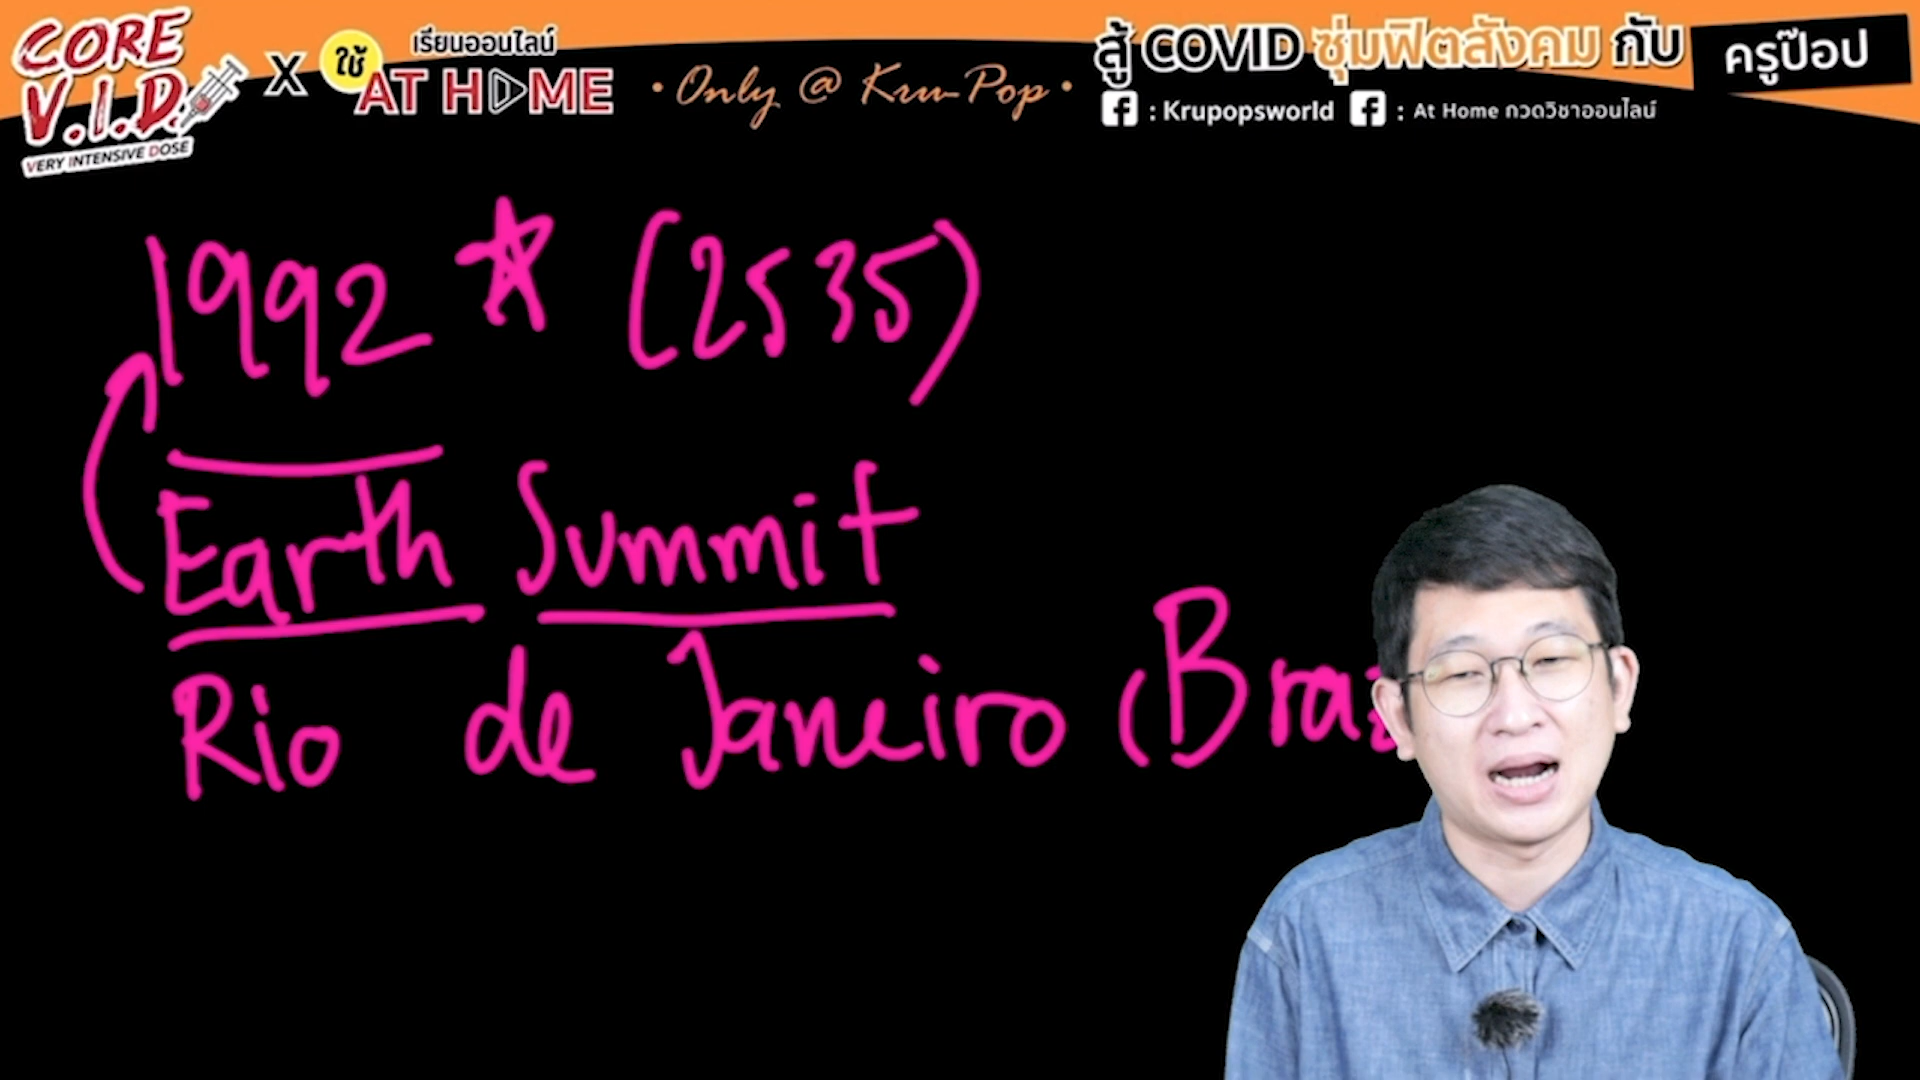 CORE
V.I.D.
VERY INTENSIVE DOSE
X
ใช้
เรียนออนไลน์
AT HOME
• Only @ Kru-Pop •
สู้ COVID ซุ่มฟิตสังคม กับ ครูป๊อป
: Krupopsworld : At Home กวดวิชาออนไลน์
1992 (2535)
Earth Summit
Rio de Janeiro (Braz